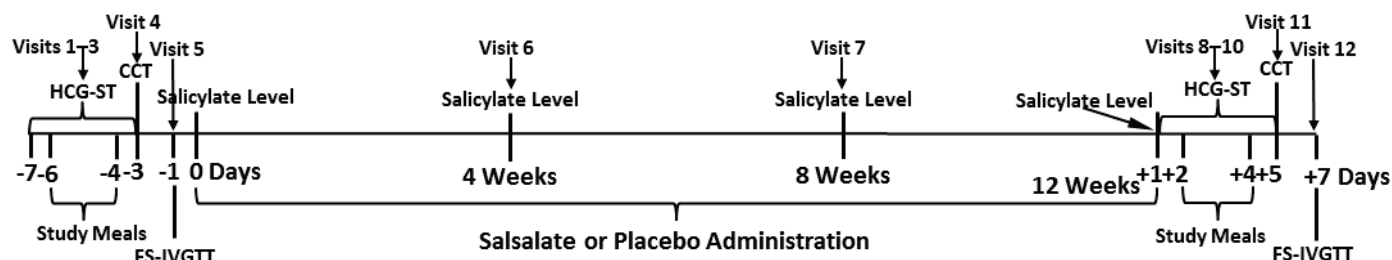 Visit 4
Visit 11
Visits 1-3
Visit 5
Visit 6
Visit 7
Visits 8-10
Visit 12
CCT
CCT
HCG-ST
HCG-ST
Salicylate Level
Salicylate Level
Salicylate Level
Salicylate Level
-7 -6 -4 -3 -1 0 Days
4 Weeks
8 Weeks
12 Weeks
+1 +2 +4 +5 +7 Days
Study Meals
Salsalate or Placebo Administration
Study Meals
FS-IVGTT
FS-IVGTT